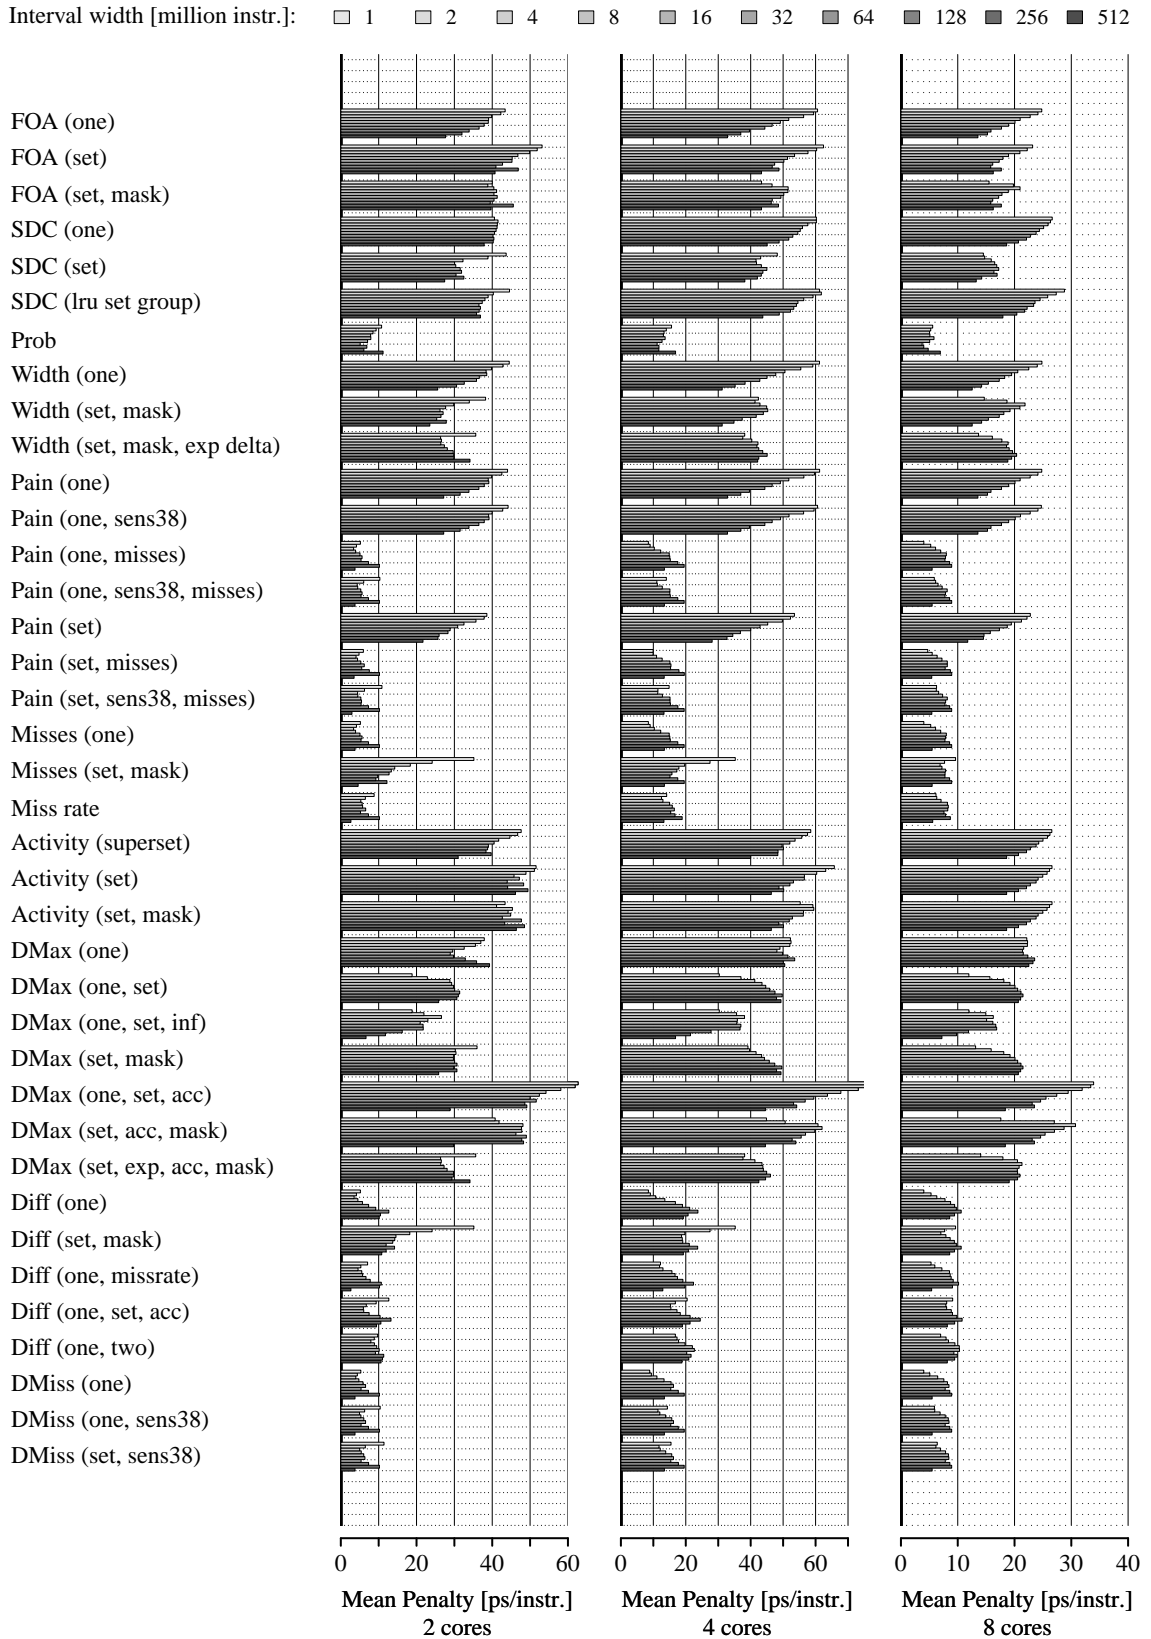 Interval width [million instr.]: 1 2 4 8 16 32 64 128 256 512
FOA (one)
FOA (set)
FOA (set, mask)
SDC (one)
SDC (set)
SDC (lru set group)
Prob
Width (one)
Width (set, mask)
Width (set, mask, exp delta)
Pain (one)
Pain (one, sens38)
Pain (one, misses)
Pain (one, sens38, misses)
Pain (set)
Pain (set, misses)
Pain (set, sens38, misses)
Misses (one)
Misses (set, mask)
Miss rate
Activity (superset)
Activity (set)
Activity (set, mask)
DMax (one)
DMax (one, set)
DMax (one, set, inf)
DMax (set, mask)
DMax (one, set, acc)
DMax (set, acc, mask)
DMax (set, exp, acc, mask)
Diff (one)
Diff (set, mask)
Diff (one, missrate)
Diff (one, set, acc)
Diff (one, two)
DMiss (one)
DMiss (one, sens38)
DMiss (set, sens38)
0 20 40 60 0 20 40 60 0 10 20 30 40
Mean Penalty [ps/instr.] Mean Penalty [ps/instr.] Mean Penalty [ps/instr.]
2 cores 4 cores 8 cores